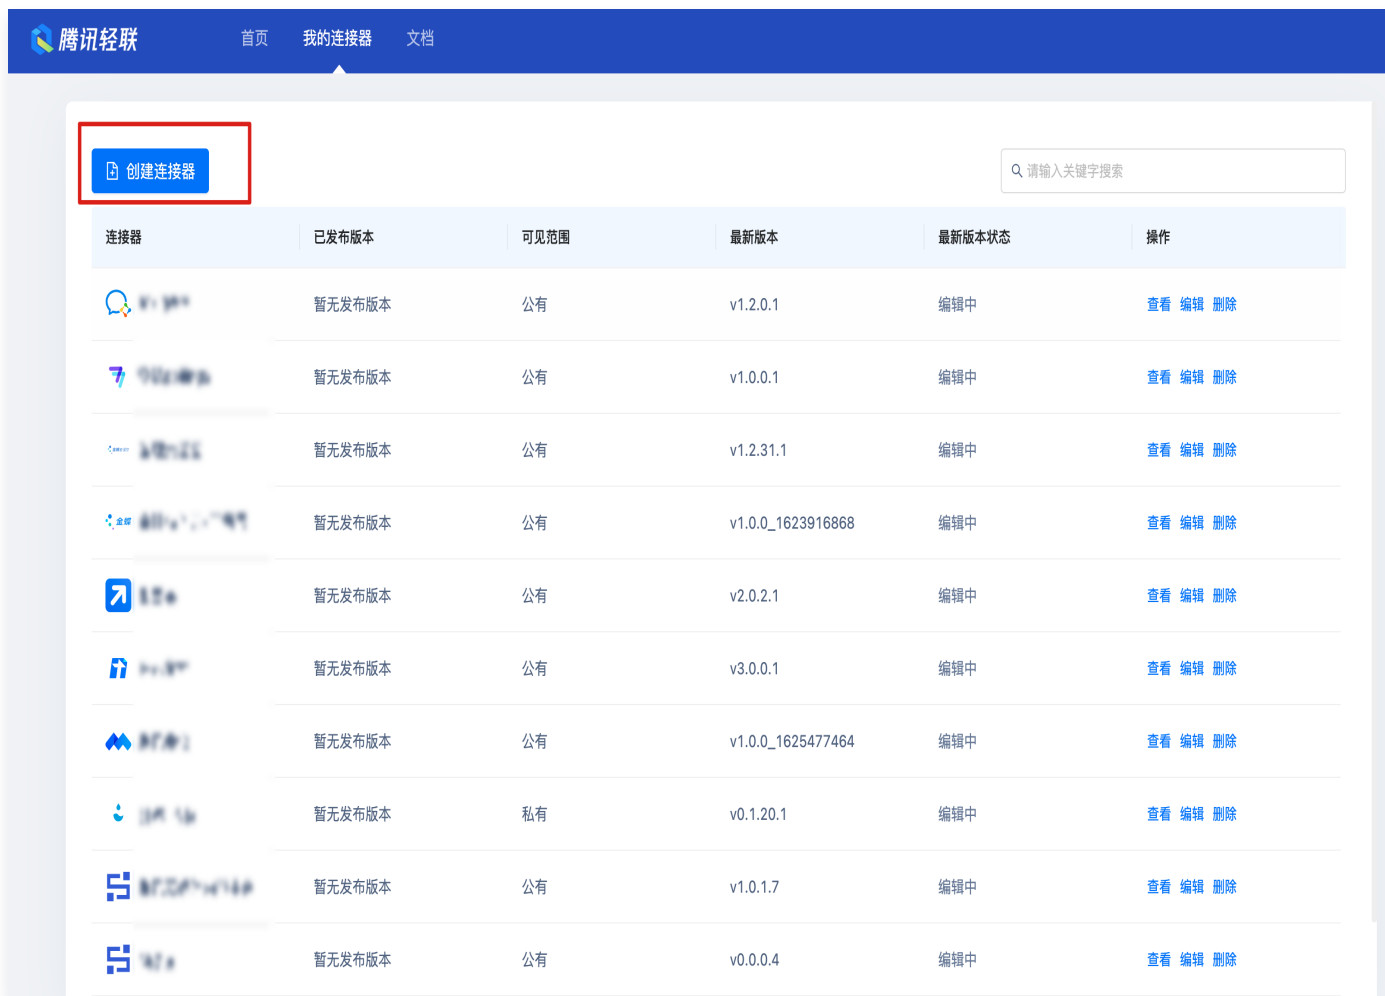 腾讯轻联 首页 我的连接器 文档
创建连接器 请输入关键字搜索
连接器 已发布版本 可见范围 最新版本 最新版本状态 操作
暂无发布版本 公有 v1.2.0.1 编辑中 查看 编辑 删除
暂无发布版本 公有 v1.0.0.1 编辑中 查看 编辑 删除
暂无发布版本 公有 v1.2.31.1 编辑中 查看 编辑 删除
金蝶 暂无发布版本 公有 v1.0.0_1623916868 编辑中 查看 编辑 删除
暂无发布版本 公有 v2.0.2.1 编辑中 查看 编辑 删除
暂无发布版本 公有 v3.0.0.1 编辑中 查看 编辑 删除
暂无发布版本 公有 v1.0.0_1625477464 编辑中 查看 编辑 删除
暂无发布版本 私有 v0.1.20.1 编辑中 查看 编辑 删除
暂无发布版本 公有 v1.0.1.7 编辑中 查看 编辑 删除
暂无发布版本 公有 v0.0.0.4 编辑中 查看 编辑 删除